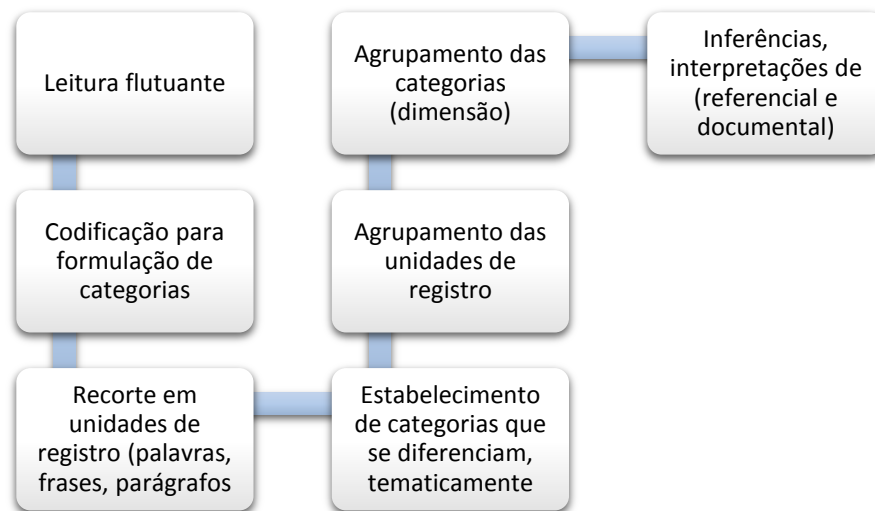 Leitura flutuante
Codificação para
formulação de
categorias
Recorte em
unidades de
registro (palavras,
frases, parágrafos
Estabelecimento
de categorias que
se diferenciam,
tematicamente
Agrupamento das
unidades de
registro
Agrupamento das
categorias
(dimensão)
Inferências,
interpretações de
(referencial e
documental)